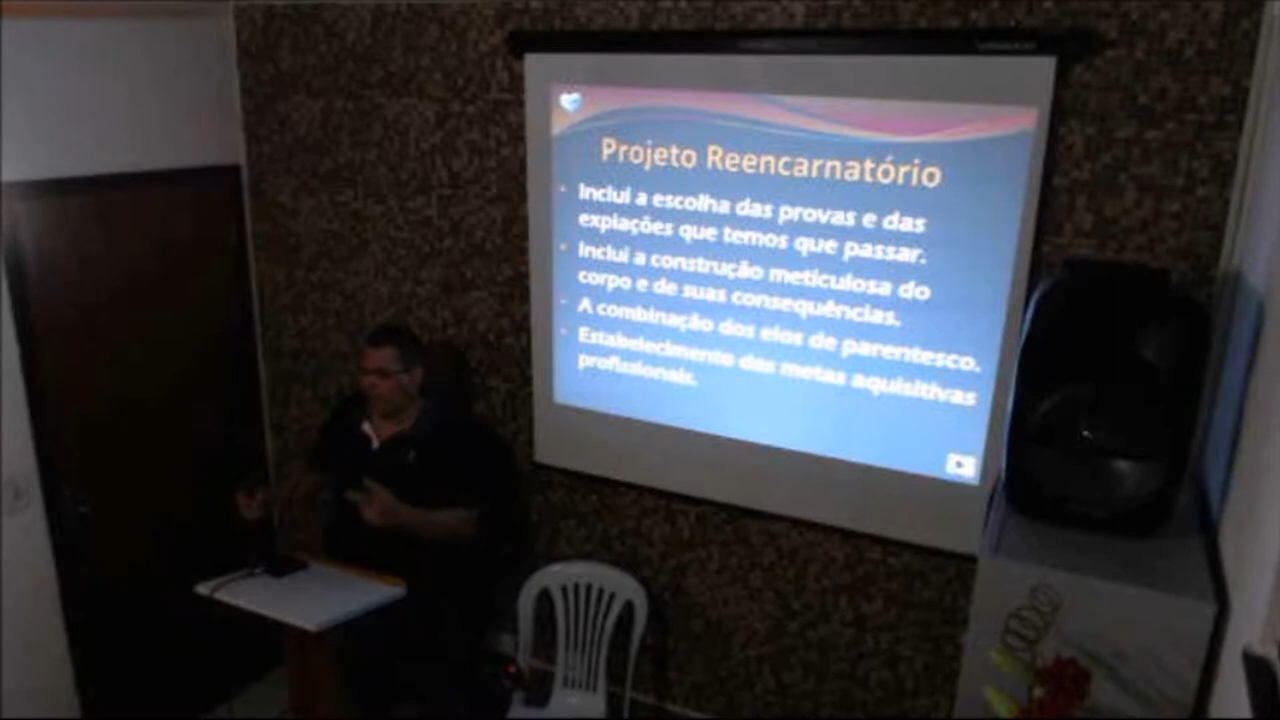 Projeto Reencarnatório
• Inclui a escolha das provas e das
expiações que temos que passar.
• Inclui a construção meticulosa do
corpo e de suas consequências.
• A combinação dos elos de parentesco.
• Estabelecimento das metas aquisitivas
profissionais.